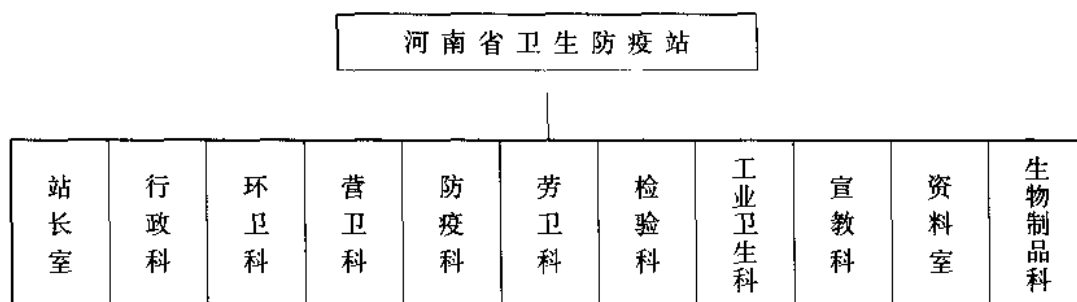 河南省卫生防疫站
站长室
行政科
环卫科
营卫科
防疫科
劳卫科
检验科
工业卫生科
宣教科
资料室
生物制品科